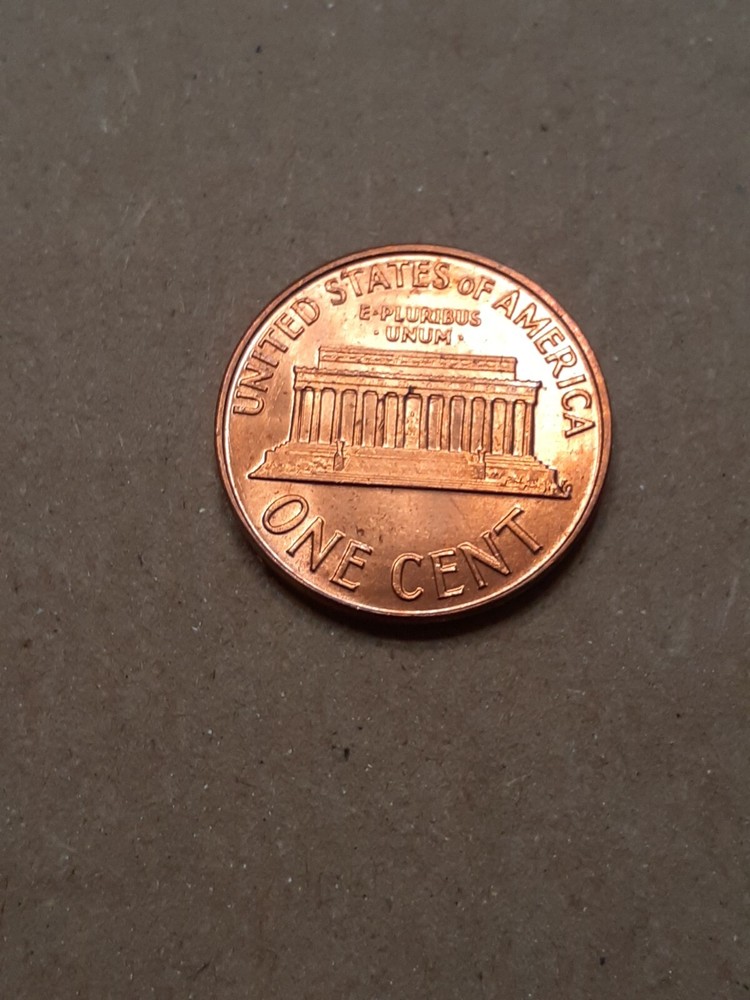 UNITED STATES OF AMERICA
E·PLURIBUS
·UNUM·
ONE CENT